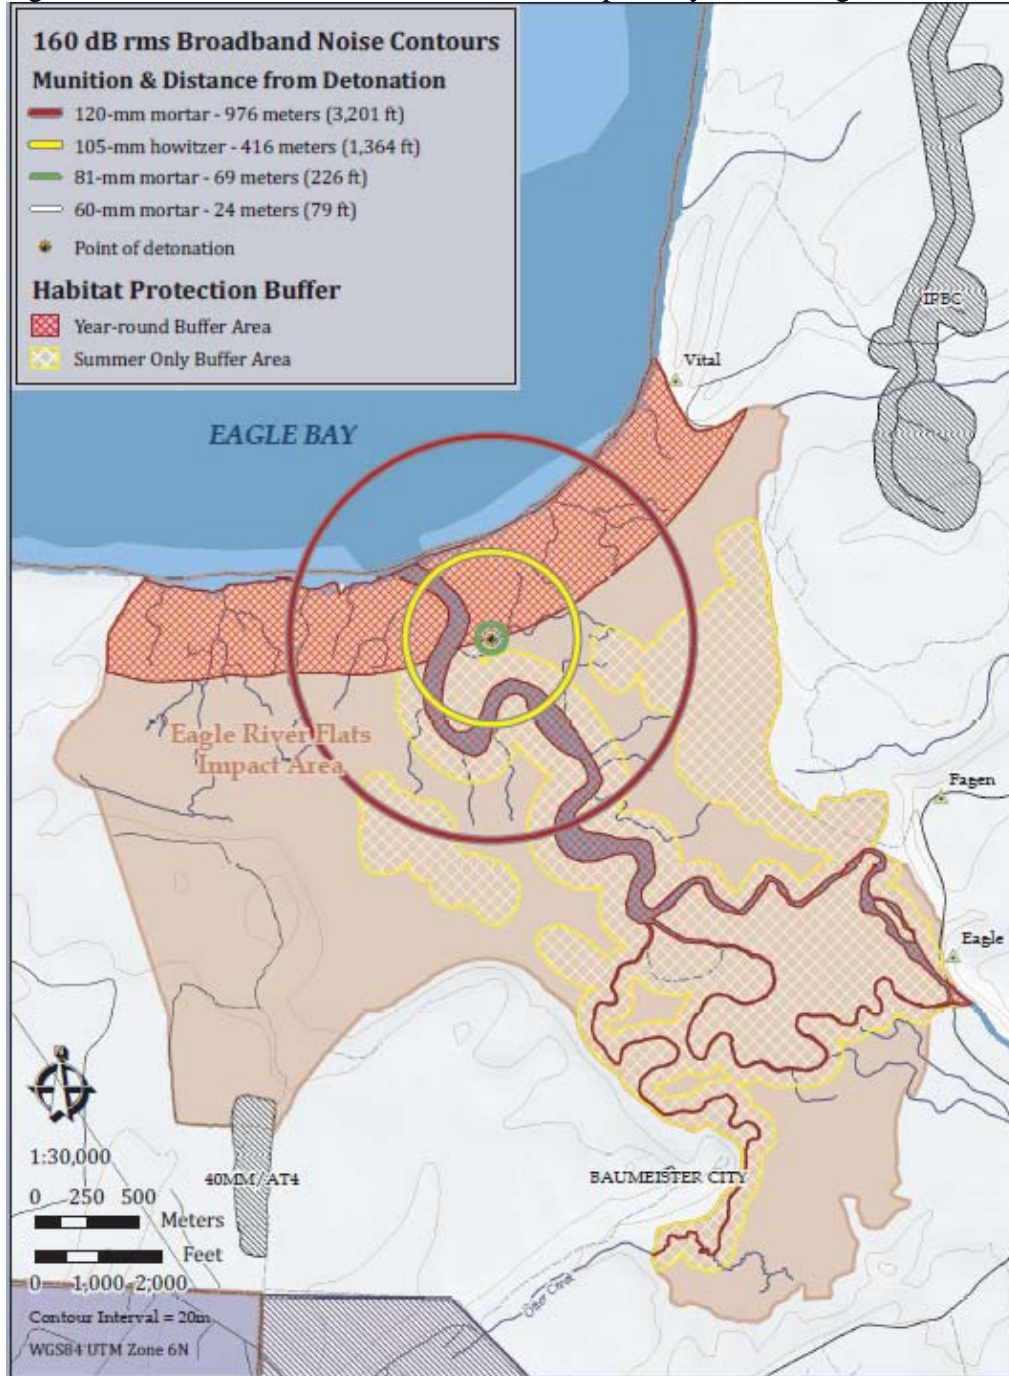 160 dB rms Broadband Noise Contours
Munition & Distance from Detonation
120-mm mortar - 976 meters (3,201 ft)
105-mm howitzer - 416 meters (1,364 ft)
81-mm mortar - 69 meters (226 ft)
60-mm mortar - 24 meters (79 ft)
Point of detonation
Habitat Protection Buffer
Year-round Buffer Area
Summer Only Buffer Area
IPBC
Vital
EAGLE BAY
Eagle River Flats
Impact Area
Fagen
Eagle
1:30,000
0 250 500
Meters
Feet
0 1,000 2,000
40MM/AT4
BAUMEISTER CITY
Otter Creek
Contour Interval = 20m
WGS84 UTM Zone 6N